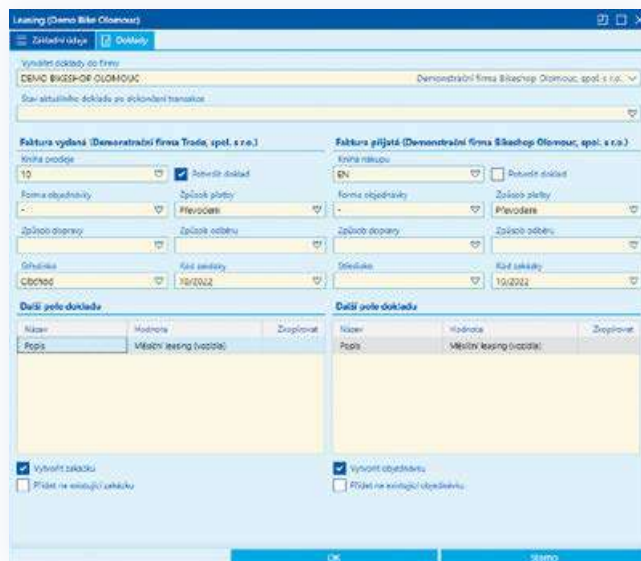 Leasing (Demo Bike Olomouc)
Základní údaje Doklady
Vytvářet doklady do firmy
DEMO BIKESHOP OLOMOUC Demonstrační firma Bikeshop Olomouc, spol. s r.o.
Stav aktuálního dokladu po dokončení transakce
Faktura vydaná (Demonstrační firma Trade, spol. s r.o.) Faktura přijatá (Demonstrační firma Bikeshop Olomouc, spol. s r.o.)
Kniha prodeje Kniha nákupu
10 Potvrdit doklad EN Potvrdit doklad
Forma objednávky Způsob platby Forma objednávky Způsob platby
- Převodem - Převodem
Způsob dopravy Způsob odběru Způsob dopravy Způsob odběru
Středisko Kód zakázky Středisko Kód zakázky
Obchod 10/2022 10/2022
Další pole dokladu Další pole dokladu
Název Hodnota Zkopírovat Název Hodnota Zkopírovat
Popis Měsíční leasing (vozidla) Popis Měsíční leasing (vozidla)
Vytvořit zakázku Vytvořit objednávku
Přidat na existující zakázku Přidat na existující objednávku
OK Storno